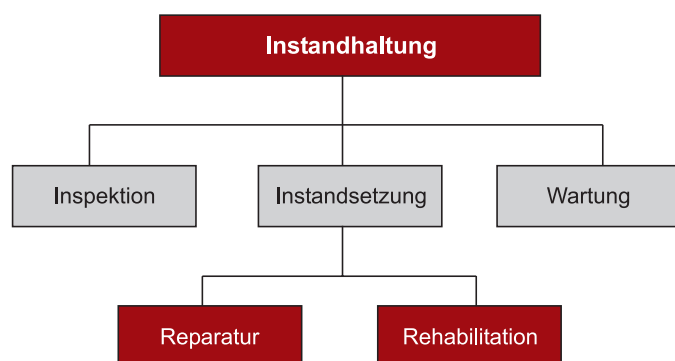 Instandhaltung
Inspektion
Instandsetzung
Wartung
Reparatur
Rehabilitation